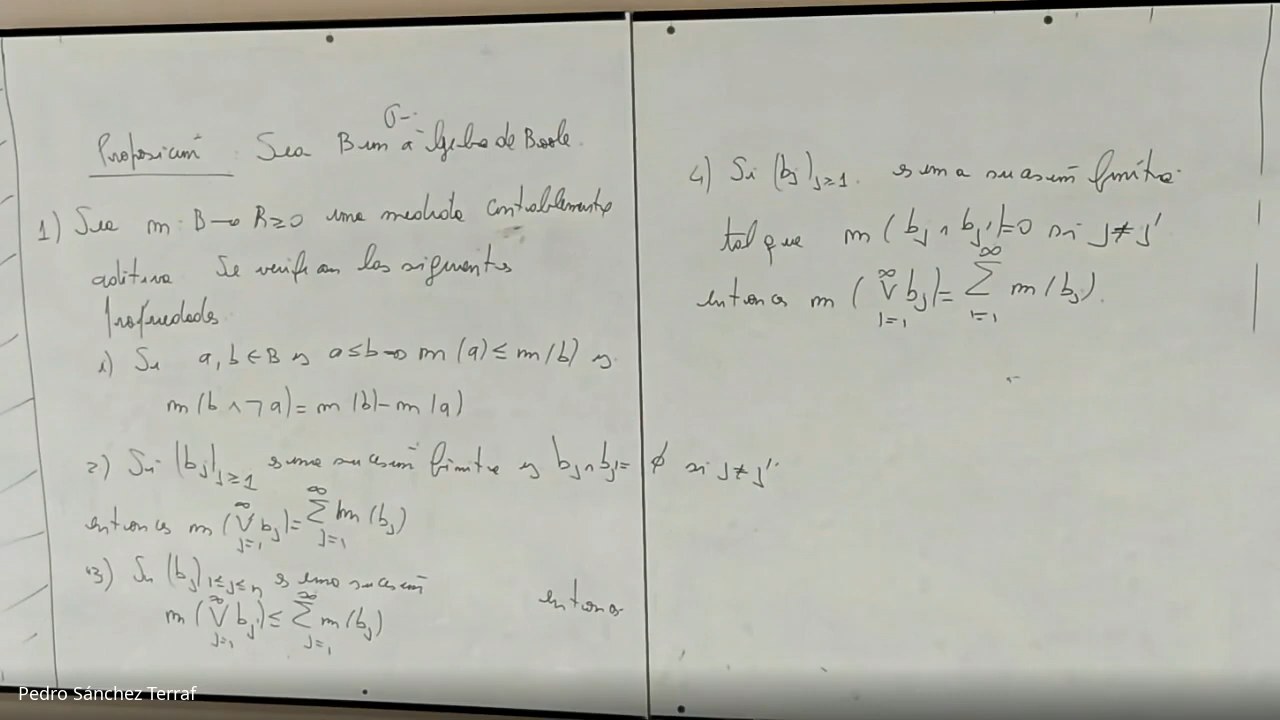 σ-
Proposición Sea B un álgebra de Boole.
1) Sea m: B → R≥0 una medida contablemente
aditiva Se verifican las siguientes
Propiedades
1) Si a, b ∈ B y a ≤ b → m(a) ≤ m(b) y
m(b ∧ ¬a) = m(b) - m(a)
2) Si (bj)j≥1 es una sucesión finita y bj ∧ bj' = ∅ si j ≠ j'
entonces m(⋁_{j=1}^{∞} bj) = ∑_{j=1}^{∞} m(bj)
3) Si (bj)1≤j≤n es una sucesión entonces
m(⋁_{j=1}^{∞} bj) ≤ ∑_{j=1}^{∞} m(bj)
4) Si (bj)j≥1. es una sucesión finita
tal que m(bj ∧ bj') = 0 si j ≠ j'
entonces m(⋁_{j=1}^{∞} bj) = ∑_{i=1}^{∞} m(bj).
Pedro Sánchez Terraf